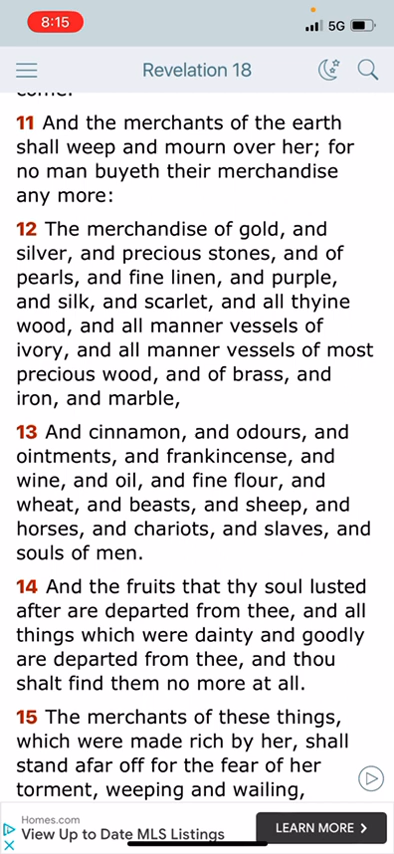 8:15
5G
Revelation 18
come.
11 And the merchants of the earth
shall weep and mourn over her; for
no man buyeth their merchandise
any more:
12 The merchandise of gold, and
silver, and precious stones, and of
pearls, and fine linen, and purple,
and silk, and scarlet, and all thyine
wood, and all manner vessels of
ivory, and all manner vessels of most
precious wood, and of brass, and
iron, and marble,
13 And cinnamon, and odours, and
ointments, and frankincense, and
wine, and oil, and fine flour, and
wheat, and beasts, and sheep, and
horses, and chariots, and slaves, and
souls of men.
14 And the fruits that thy soul lusted
after are departed from thee, and all
things which were dainty and goodly
are departed from thee, and thou
shalt find them no more at all.
15 The merchants of these things,
which were made rich by her, shall
stand afar off for the fear of her
torment, weeping and wailing,
Homes.com
View Up to Date MLS Listings
LEARN MORE >